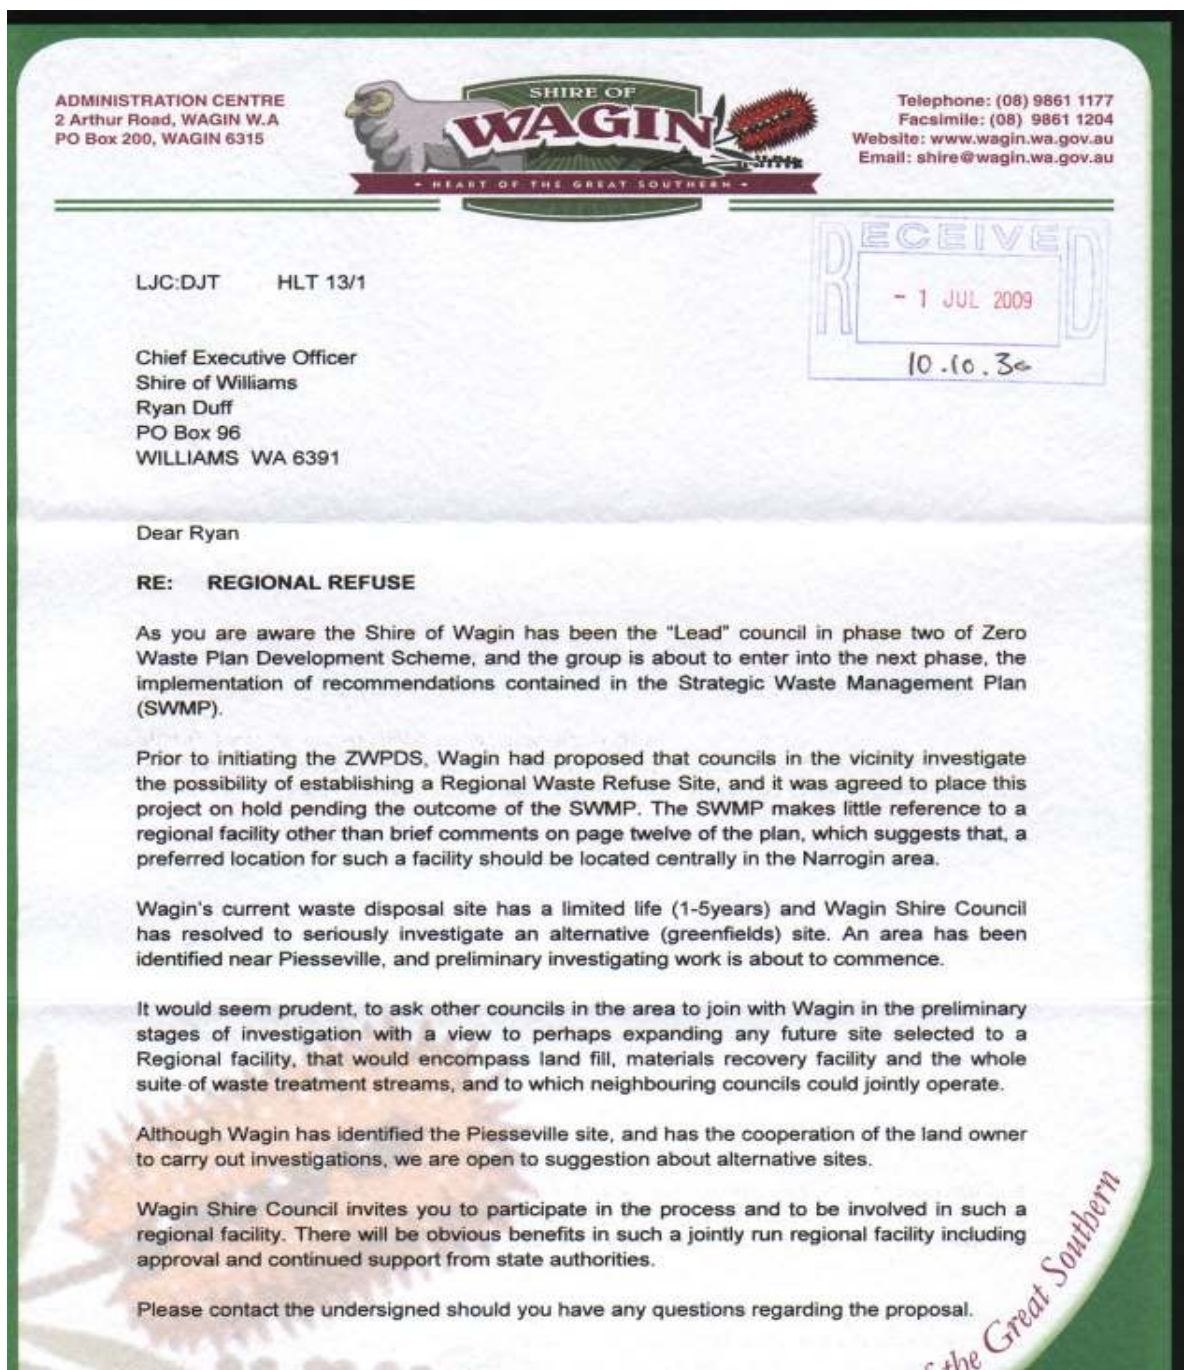 ADMINISTRATION CENTRE
2 Arthur Road, WAGIN W.A
PO Box 200, WAGIN 6315
SHIRE OF
WAGIN
• HEART OF THE GREAT SOUTHERN •
Telephone: (08) 9861 1177
Facsimile: (08) 9861 1204
Website: www.wagin.wa.gov.au
Email: shire@wagin.wa.gov.au
RECEIVED
- 1 JUL 2009
10.10.30
LJC:DJT HLT 13/1
Chief Executive Officer
Shire of Williams
Ryan Duff
PO Box 96
WILLIAMS WA 6391
Dear Ryan
RE: REGIONAL REFUSE
As you are aware the Shire of Wagin has been the "Lead" council in phase two of Zero
Waste Plan Development Scheme, and the group is about to enter into the next phase, the
implementation of recommendations contained in the Strategic Waste Management Plan
(SWMP).
Prior to initiating the ZWPDS, Wagin had proposed that councils in the vicinity investigate
the possibility of establishing a Regional Waste Refuse Site, and it was agreed to place this
project on hold pending the outcome of the SWMP. The SWMP makes little reference to a
regional facility other than brief comments on page twelve of the plan, which suggests that, a
preferred location for such a facility should be located centrally in the Narrogin area.
Wagin's current waste disposal site has a limited life (1-5years) and Wagin Shire Council
has resolved to seriously investigate an alternative (greenfields) site. An area has been
identified near Piesseville, and preliminary investigating work is about to commence.
It would seem prudent, to ask other councils in the area to join with Wagin in the preliminary
stages of investigation with a view to perhaps expanding any future site selected to a
Regional facility, that would encompass land fill, materials recovery facility and the whole
suite of waste treatment streams, and to which neighbouring councils could jointly operate.
Although Wagin has identified the Piesseville site, and has the cooperation of the land owner
to carry out investigations, we are open to suggestion about alternative sites.
Wagin Shire Council invites you to participate in the process and to be involved in such a
regional facility. There will be obvious benefits in such a jointly run regional facility including
approval and continued support from state authorities.
Please contact the undersigned should you have any questions regarding the proposal.
the Great Southern